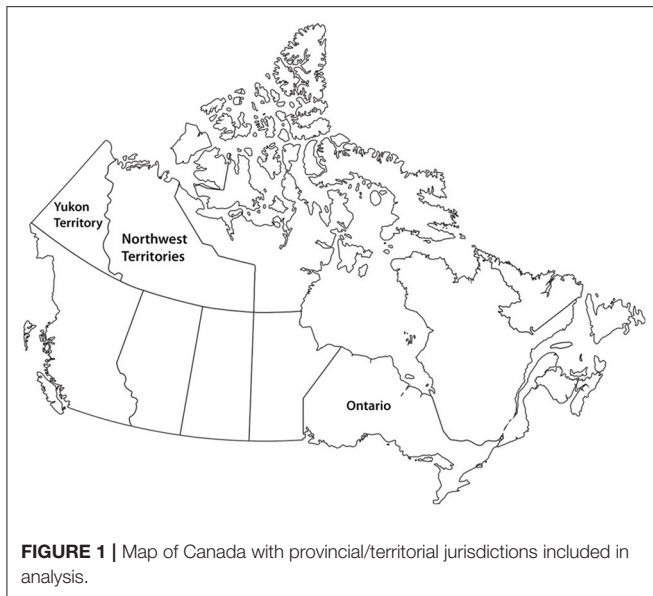 Yukon
Territory
Northwest
Territories
Ontario
FIGURE 1 | Map of Canada with provincial/territorial jurisdictions included in
analysis.